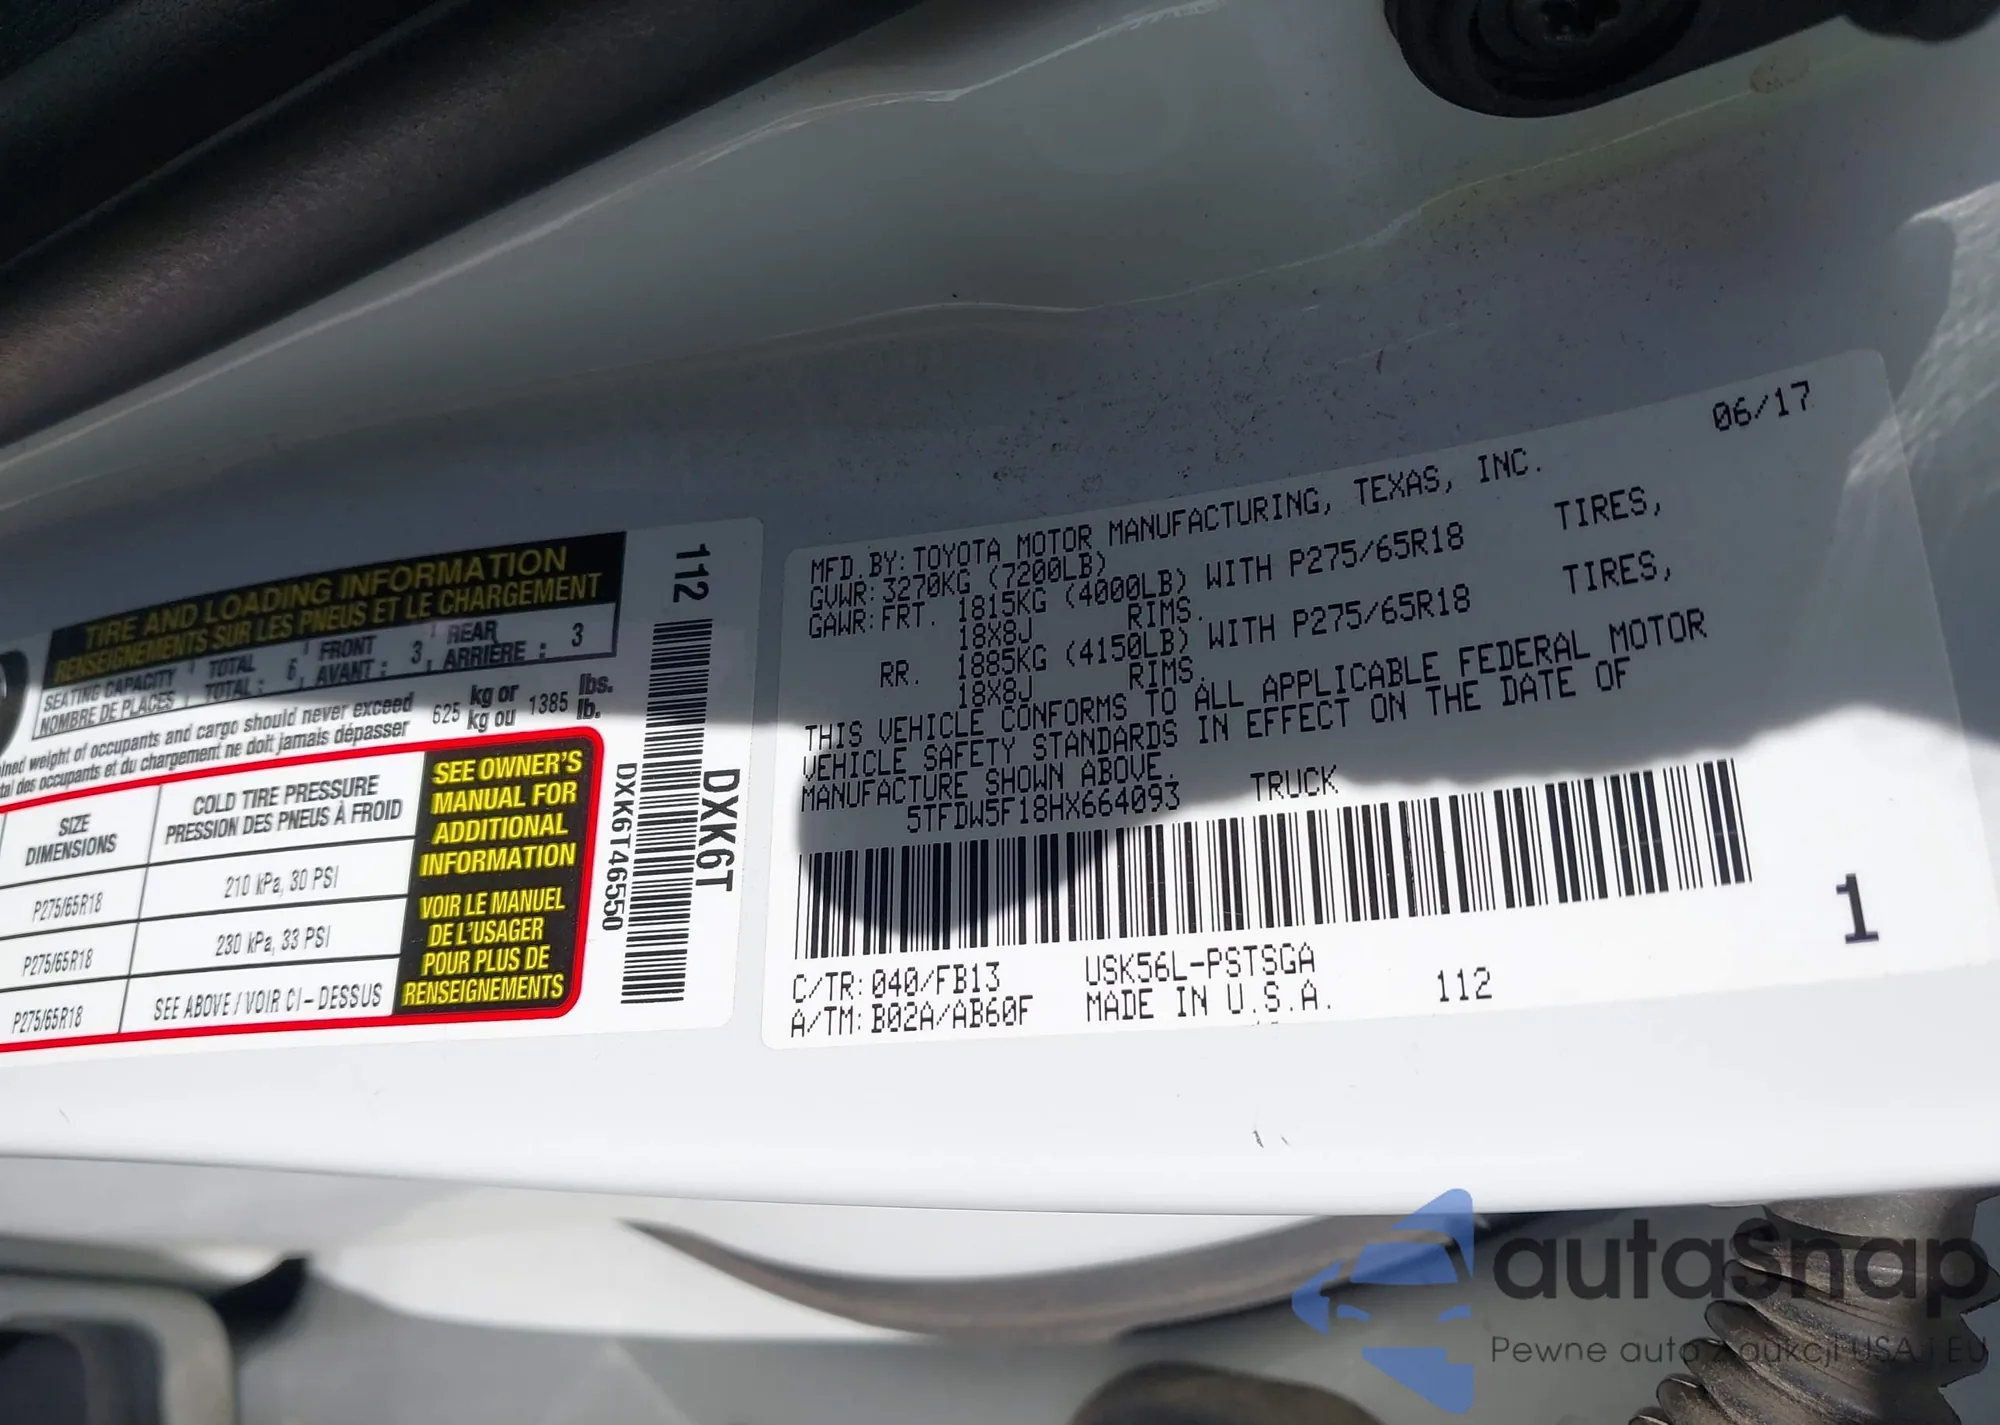 TIRE AND LOADING INFORMATION
RENSEIGNEMENTS SUR LES PNEUS ET LE CHARGEMENT
SEATING CAPACITY TOTAL 6 FRONT 3 REAR 3
NOMBRE DE PLACES TOTAL : AVANT : ARRIÈRE :
weight of occupants and cargo should never exceed 625 kg or 1385 lbs.
des occupants et du chargement ne doit jamais dépasser kg ou lb.
SIZE COLD TIRE PRESSURE
DIMENSIONS PRESSION DES PNEUS À FROID
P275/65R18 210 kPa, 30 PSI
P275/65R18 230 kPa, 33 PSI
P275/65R18 SEE ABOVE / VOIR CI-DESSUS
SEE OWNER'S
MANUAL FOR
ADDITIONAL
INFORMATION
VOIR LE MANUEL
DE L'USAGER
POUR PLUS DE
RENSEIGNEMENTS
112
DXK6T46550
DXK6T
06/17
MFD. BY: TOYOTA MOTOR MANUFACTURING, TEXAS, INC.
GVWR: 3270KG (7200LB)
GAWR: FRT. 1815KG (4000LB) WITH P275/65R18 TIRES,
18X8J RIMS.
RR. 1885KG (4150LB) WITH P275/65R18 TIRES,
18X8J RIMS.
THIS VEHICLE CONFORMS TO ALL APPLICABLE FEDERAL MOTOR
VEHICLE SAFETY STANDARDS IN EFFECT ON THE DATE OF
MANUFACTURE SHOWN ABOVE.
5TFDW5F18HX664093 TRUCK
1
C/TR: 040/FB13 USK56L-PSTSGA
A/TM: B02A/AB60F MADE IN U.S.A. 112
autaSnap
Pewne auta z aukcji USA i EU